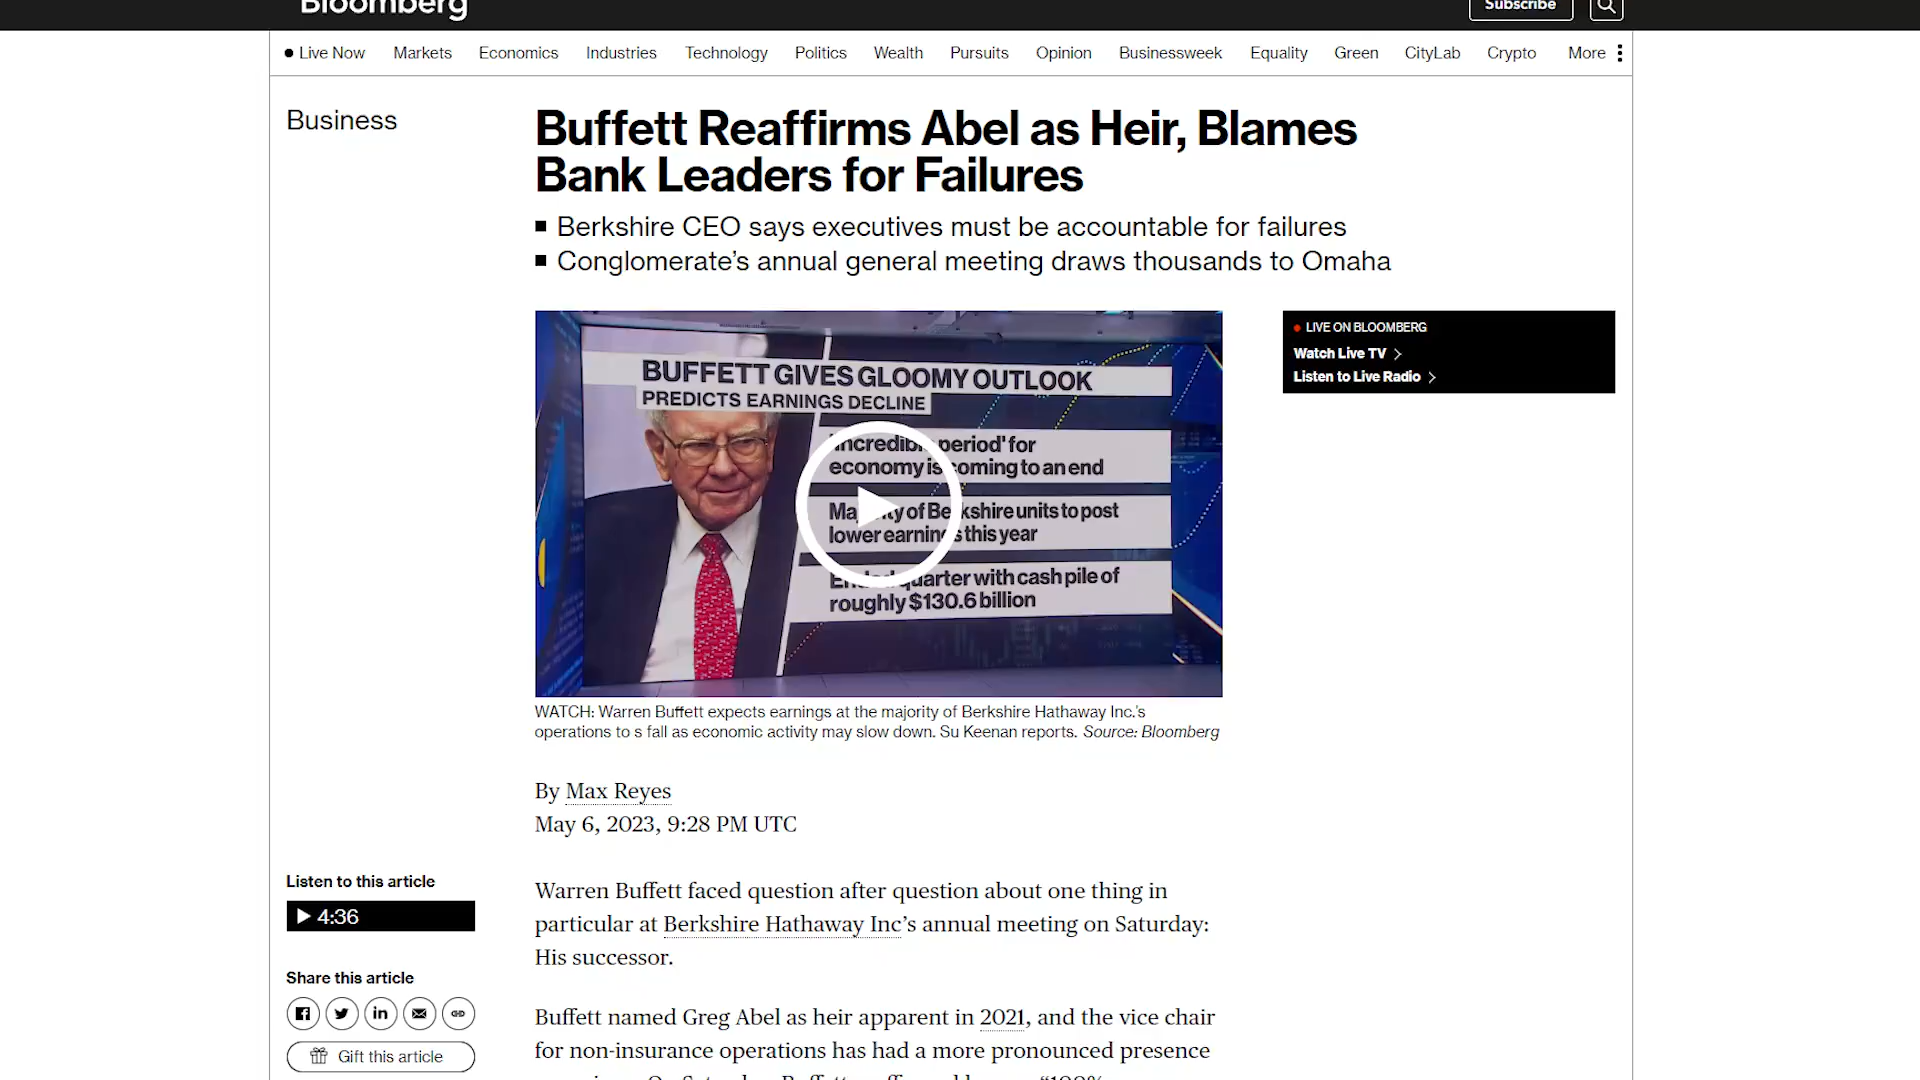 Bloomberg
Subscribe
Live Now Markets Economics Industries Technology Politics Wealth Pursuits Opinion Businessweek Equality Green CityLab Crypto More
Business
Buffett Reaffirms Abel as Heir, Blames
Bank Leaders for Failures
Berkshire CEO says executives must be accountable for failures
Conglomerate's annual general meeting draws thousands to Omaha
BUFFETT GIVES GLOOMY OUTLOOK
PREDICTS EARNINGS DECLINE
'Incredible period' for
economy is coming to an end
Majority of Berkshire units to post
lower earnings this year
Ended quarter with cash pile of
roughly $130.6 billion
LIVE ON BLOOMBERG
Watch Live TV
Listen to Live Radio
WATCH: Warren Buffett expects earnings at the majority of Berkshire Hathaway Inc.'s
operations to s fall as economic activity may slow down. Su Keenan reports. Source: Bloomberg
By Max Reyes
May 6, 2023, 9:28 PM UTC
Listen to this article
4:36
Share this article
Gift this article
Warren Buffett faced question after question about one thing in
particular at Berkshire Hathaway Inc's annual meeting on Saturday:
His successor.
Buffett named Greg Abel as heir apparent in 2021, and the vice chair
for non-insurance operations has had a more pronounced presence